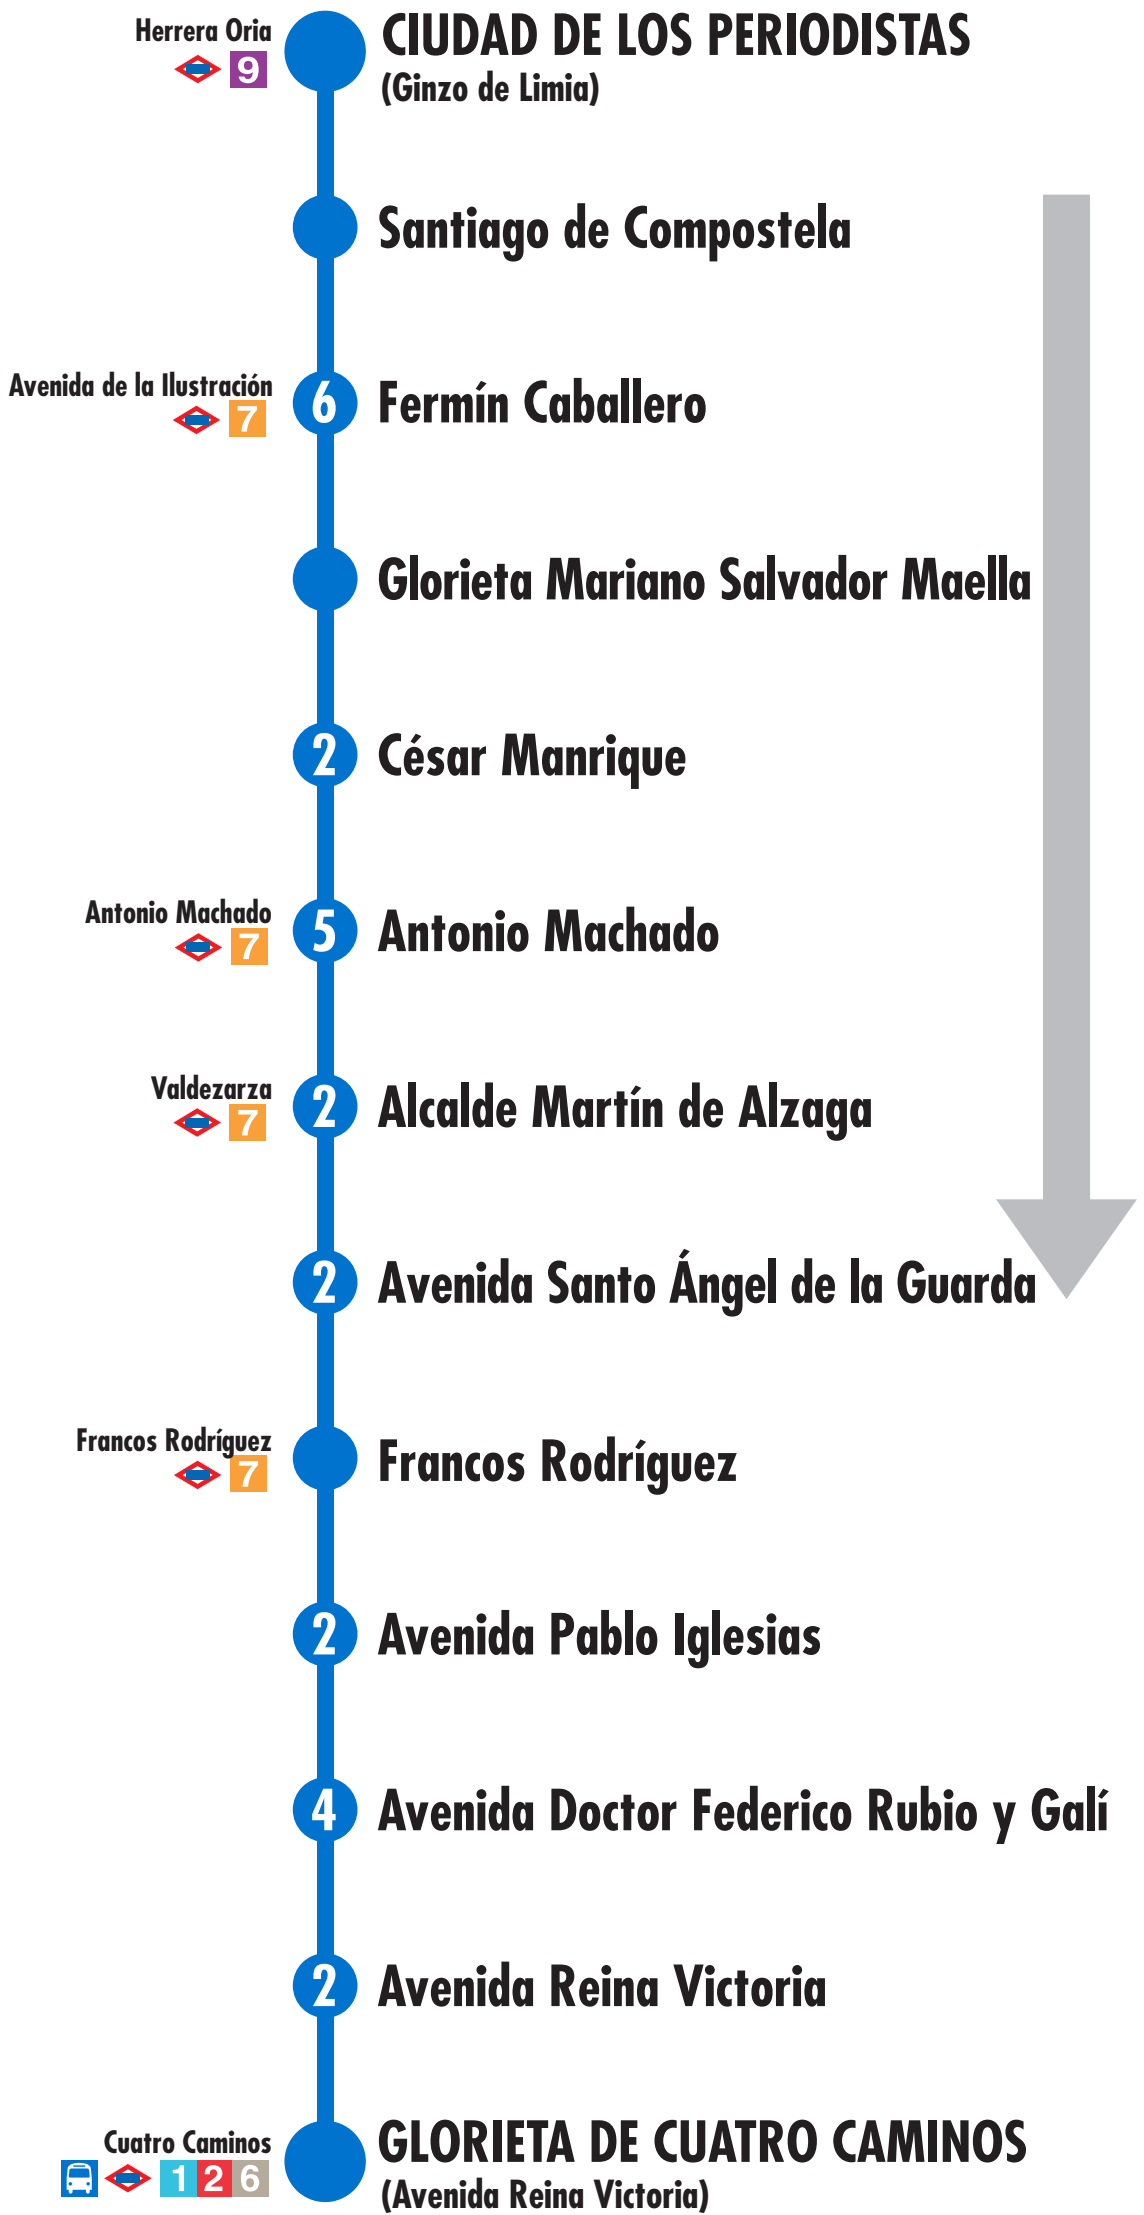 Herrera Oria
9
CIUDAD DE LOS PERIODISTAS
(Ginzo de Limia)
Santiago de Compostela
Avenida de la Ilustración
7
6
Fermín Caballero
Glorieta Mariano Salvador Maella
2
César Manrique
Antonio Machado
7
5
Antonio Machado
Valdezarza
7
2
Alcalde Martín de Alzaga
2
Avenida Santo Ángel de la Guarda
Francos Rodríguez
7
Francos Rodríguez
2
Avenida Pablo Iglesias
4
Avenida Doctor Federico Rubio y Galí
2
Avenida Reina Victoria
Cuatro Caminos
1 2 6
GLORIETA DE CUATRO CAMINOS
(Avenida Reina Victoria)